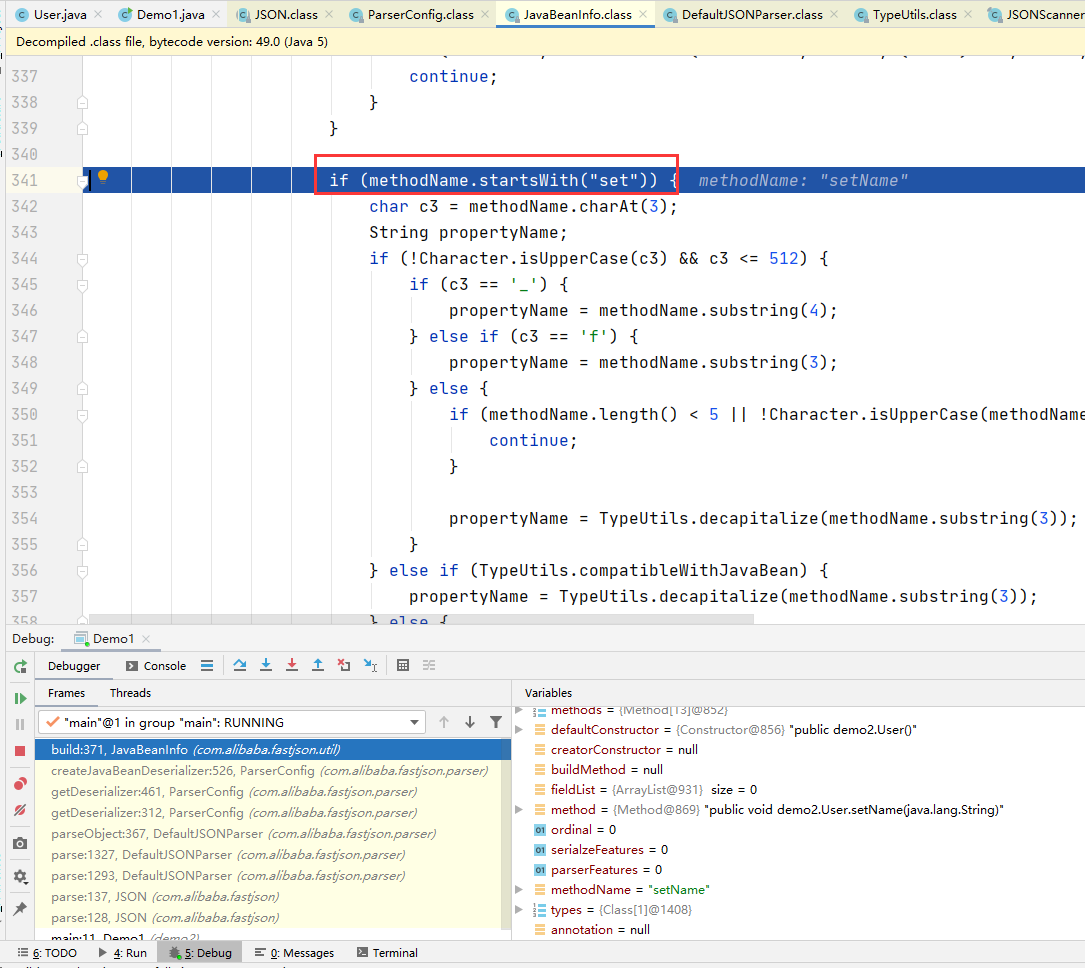 User.java Demo1.java JSON.class ParserConfig.class JavaBeanInfo.class DefaultJSONParser.class TypeUtils.class JSONScanner
Decompiled .class file, bytecode version: 49.0 (Java 5)
337 continue;
338 }
339 }
340
341 if (methodName.startsWith("set")) { methodName: "setName"
342 char c3 = methodName.charAt(3);
343 String propertyName;
344 if (!Character.isUpperCase(c3) && c3 <= 512) {
345 if (c3 == '_') {
346 propertyName = methodName.substring(4);
347 } else if (c3 == 'f') {
348 propertyName = methodName.substring(3);
349 } else {
350 if (methodName.length() < 5 || !Character.isUpperCase(methodName
351 continue;
352 }
353
354 propertyName = TypeUtils.decapitalize(methodName.substring(3));
355 }
356 } else if (TypeUtils.compatibleWithJavaBean) {
357 propertyName = TypeUtils.decapitalize(methodName.substring(3));
358 } else {
Debug: Demo1
Debugger Console
Frames Threads
"main"@1 in group "main": RUNNING
build:371, JavaBeanInfo (com.alibaba.fastjson.util)
createJavaBeanDeserializer:526, ParserConfig (com.alibaba.fastjson.parser)
getDeserializer:461, ParserConfig (com.alibaba.fastjson.parser)
getDeserializer:312, ParserConfig (com.alibaba.fastjson.parser)
parseObject:367, DefaultJSONParser (com.alibaba.fastjson.parser)
parse:1327, DefaultJSONParser (com.alibaba.fastjson.parser)
parse:1293, DefaultJSONParser (com.alibaba.fastjson.parser)
parse:137, JSON (com.alibaba.fastjson)
parse:128, JSON (com.alibaba.fastjson)
main:11, Demo1 (demo2)
Variables
methods = {Method[13]@852}
defaultConstructor = {Constructor@856} "public demo2.User()"
creatorConstructor = null
buildMethod = null
fieldList = {ArrayList@931} size = 0
method = {Method@869} "public void demo2.User.setName(java.lang.String)"
ordinal = 0
serialzeFeatures = 0
parserFeatures = 0
methodName = "setName"
types = {Class[1]@1408}
annotation = null
6: TODO 4: Run 5: Debug 0: Messages Terminal